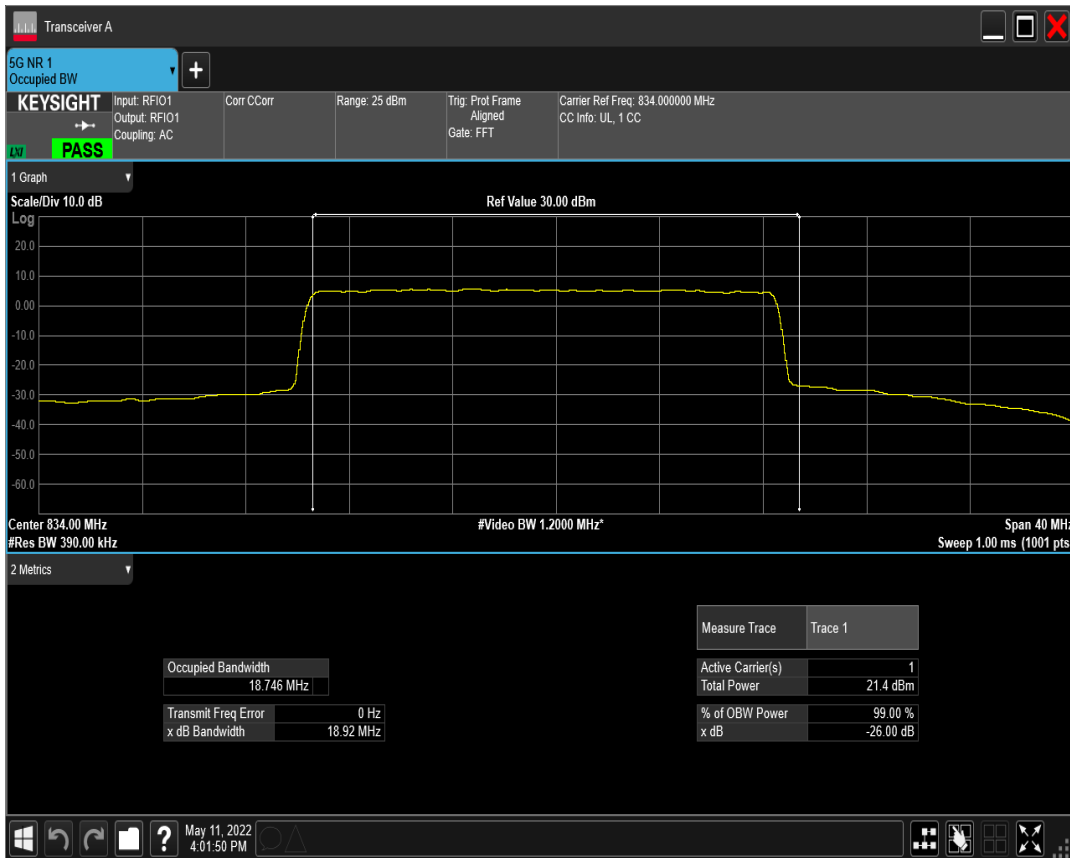 Transceiver A
5G NR 1
Occupied BW
+
KEYSIGHT
LXI
PASS
Input: RFIO1
Output: RFIO1
Coupling: AC
Corr CCorr
Range: 25 dBm
Trig: Prot Frame
Aligned
Gate: FFT
Carrier Ref Freq: 834.000000 MHz
CC Info: UL, 1 CC
1 Graph
Scale/Div 10.0 dB
Ref Value 30.00 dBm
Log
20.0
10.0
0.00
-10.0
-20.0
-30.0
-40.0
-50.0
-60.0
Center 834.00 MHz
#Video BW 1.2000 MHz*
Span 40 MHz
#Res BW 390.00 kHz
Sweep 1.00 ms (1001 pts
2 Metrics
Measure Trace Trace 1
Occupied Bandwidth
18.746 MHz
Transmit Freq Error 0 Hz
x dB Bandwidth 18.92 MHz
Active Carrier(s) 1
Total Power 21.4 dBm
% of OBW Power 99.00 %
x dB -26.00 dB
?
May 11, 2022
4:01:50 PM